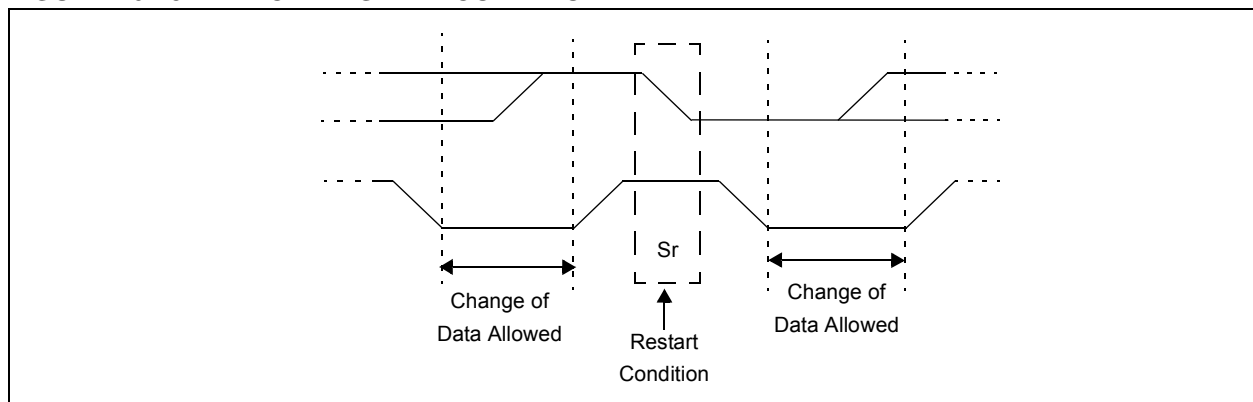 Sr
Change of
Data Allowed
Restart
Condition
Change of
Data Allowed